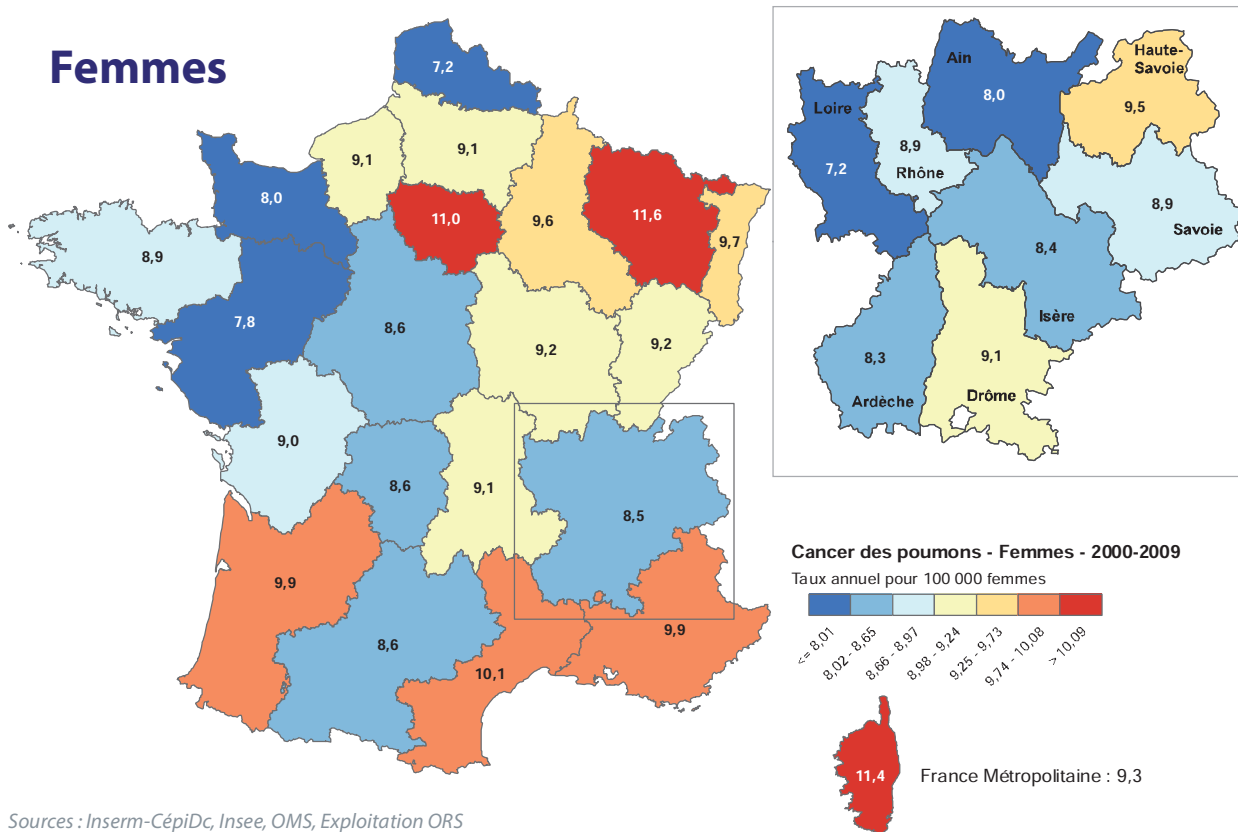 Femmes
7,2
9,1
9,1
8,0
11,0
9,6
11,6
9,7
8,9
7,8
8,6
9,2
9,2
9,0
8,6
9,1
8,5
9,9
8,6
10,1
9,9
Ain
8,0
Haute-
Savoie
9,5
Loire
7,2
8,9
Rhône
8,9
Savoie
8,4
Isère
8,3
Ardèche
9,1
Drôme
Cancer des poumons - Femmes - 2000-2009
Taux annuel pour 100 000 femmes
<= 8,01
8,02 - 8,65
8,66 - 8,97
8,98 - 9,24
9,25 - 9,73
9,74 - 10,08
> 10,09
11,4
France Métropolitaine : 9,3
Sources : Inserm-CépiDc, Insee, OMS, Exploitation ORS